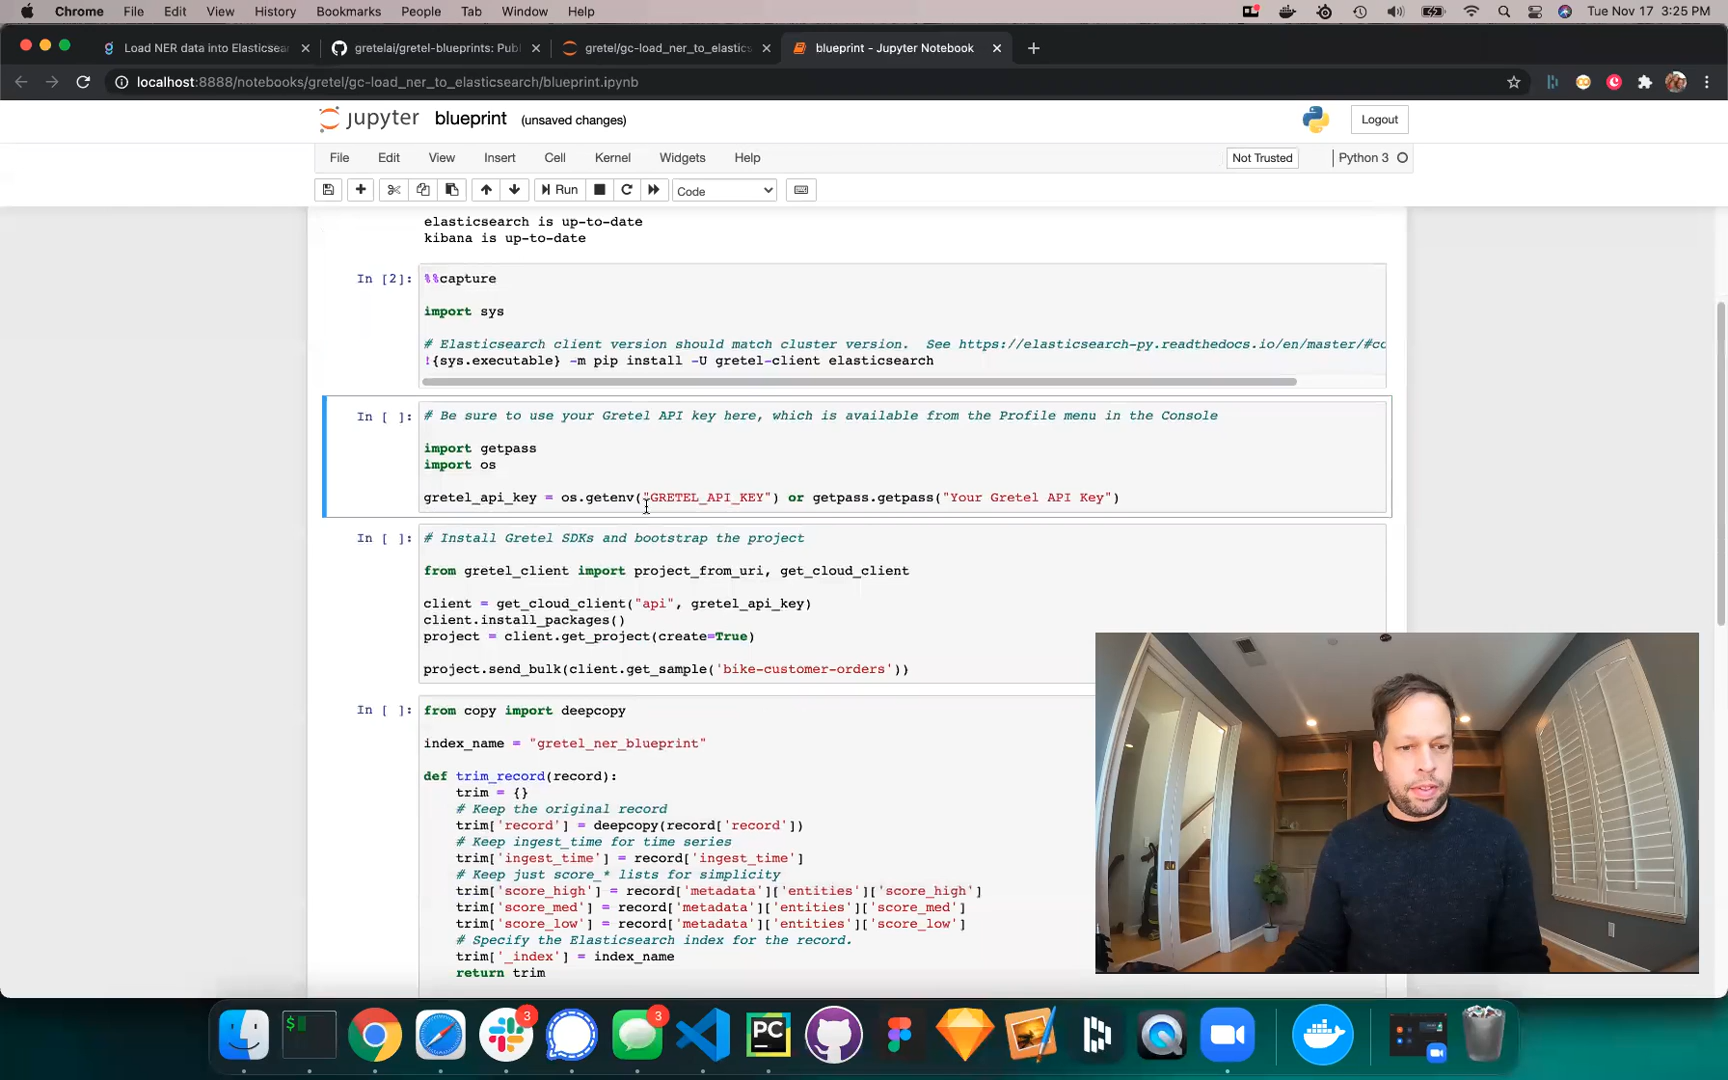 Chrome File Edit View History Bookmarks People Tab Window Help Tue Nov 17 3:25 PM
Load NER data into Elasticsea gretelai/gretel-blueprints: Publ gretel/gc-load_ner_to_elastics blueprint - Jupyter Notebook
localhost:8888/notebooks/gretel/gc-load_ner_to_elasticsearch/blueprint.ipynb
jupyter blueprint (unsaved changes) Logout
File Edit View Insert Cell Kernel Widgets Help Not Trusted Python 3
Run Code
elasticsearch is up-to-date
kibana is up-to-date
In [2]: %%capture
import sys
# Elasticsearch client version should match cluster version. See https://elasticsearch-py.readthedocs.io/en/master/#co
!{sys.executable} -m pip install -U gretel-client elasticsearch
In [ ]: # Be sure to use your Gretel API key here, which is available from the Profile menu in the Console
import getpass
import os
gretel_api_key = os.getenv("GRETEL_API_KEY") or getpass.getpass("Your Gretel API Key")
In [ ]: # Install Gretel SDKs and bootstrap the project
from gretel_client import project_from_uri, get_cloud_client
client = get_cloud_client("api", gretel_api_key)
client.install_packages()
project = client.get_project(create=True)
project.send_bulk(client.get_sample('bike-customer-orders'))
In [ ]: from copy import deepcopy
index_name = "gretel_ner_blueprint"
def trim_record(record):
trim = {}
# Keep the original record
trim['record'] = deepcopy(record['record'])
# Keep ingest_time for time series
trim['ingest_time'] = record['ingest_time']
# Keep just score_* lists for simplicity
trim['score_high'] = record['metadata']['entities']['score_high']
trim['score_med'] = record['metadata']['entities']['score_med']
trim['score_low'] = record['metadata']['entities']['score_low']
# Specify the Elasticsearch index for the record.
trim['_index'] = index_name
return trim
$ 3 3 PC